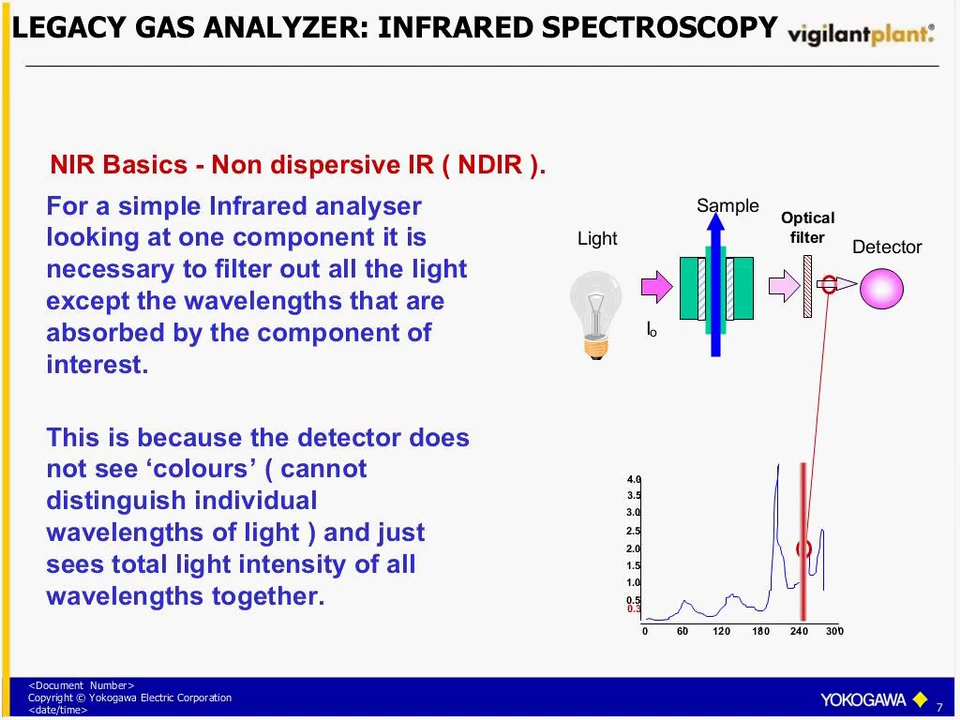 LEGACY GAS ANALYZER: INFRARED SPECTROSCOPY
vigilantplant.®
NIR Basics - Non dispersive IR ( NDIR ).
For a simple Infrared analyser
looking at one component it is
necessary to filter out all the light
except the wavelengths that are
absorbed by the component of
interest.
This is because the detector does
not see ‘colours’ ( cannot
distinguish individual
wavelengths of light ) and just
sees total light intensity of all
wavelengths together.
Light
Sample
Optical
filter
Detector
Io
4.0
3.5
3.0
2.5
2.0
1.5
1.0
0.5
0.3
0 60 120 180 240 300
<Document Number>
Copyright © Yokogawa Electric Corporation
<date/time>
YOKOGAWA
7